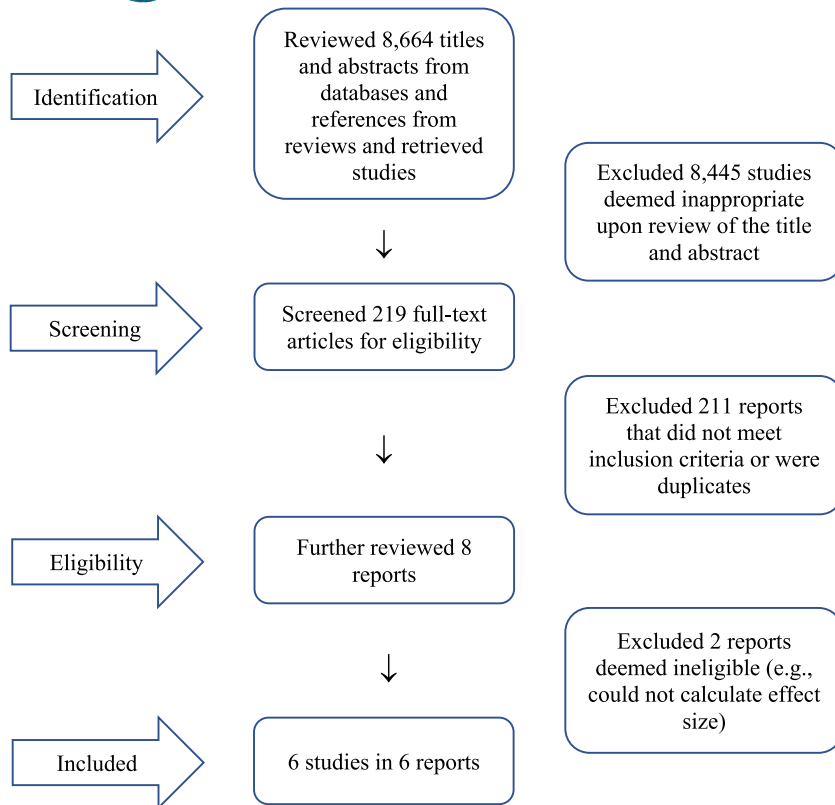 Identification
Reviewed 8,664 titles
and abstracts from
databases and
references from
reviews and retrieved
studies
Excluded 8,445 studies
deemed inappropriate
upon review of the title
and abstract
Screening
Screened 219 full-text
articles for eligibility
Excluded 211 reports
that did not meet
inclusion criteria or were
duplicates
Eligibility
Further reviewed 8
reports
Excluded 2 reports
deemed ineligible (e.g.,
could not calculate effect
size)
Included
6 studies in 6 reports